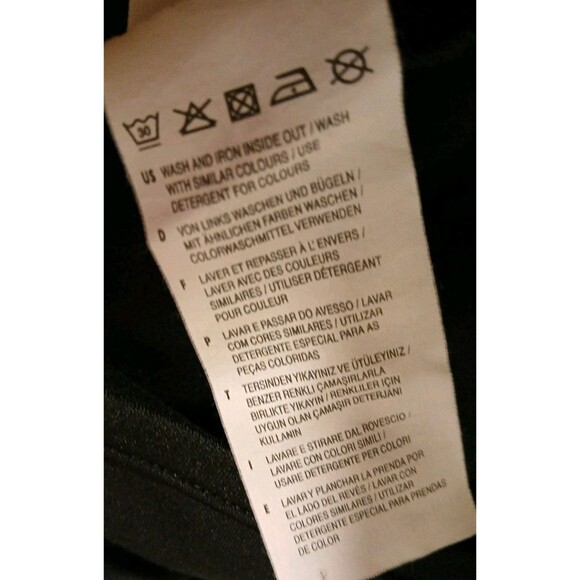 30
US WASH AND IRON INSIDE OUT / WASH
WITH SIMILAR COLOURS / USE
DETERGENT FOR COLOURS
D VON LINKS WASCHEN UND BÜGELN /
MIT ÄHNLICHEN FARBEN WASCHEN /
COLORWASCHMITTEL VERWENDEN
F LAVER ET REPASSER À L'ENVERS /
LAVER AVEC DES COULEURS
SIMILAIRES / UTILISER DÉTERGEANT
POUR COULEUR
P LAVAR E PASSAR DO AVESSO / LAVAR
COM CORES SIMILARES / UTILIZAR
DETERGENTE ESPECIAL PARA AS
PEÇAS COLORIDAS
T TERSINDEN YIKAYINIZ VE ÜTÜLEYINIZ /
BENZER RENKLİ ÇAMAŞIRLARLA
BIRLIKTE YIKAYIN / RENKLILER IÇIN
UYGUN OLAN ÇAMAŞIR DETERJANI
KULLANIN
I LAVARE E STIRARE DAL ROVESCIO /
LAVARE CON COLORI SIMILI /
USARE DETERGENTE PER COLORI
E LAVAR Y PLANCHAR LA PRENDA POR
EL LADO DEL REVÉS / LAVAR CON
COLORES SIMILARES / UTILIZAR
DETERGENTE ESPECIAL PARA PRENDAS
DE COLOR